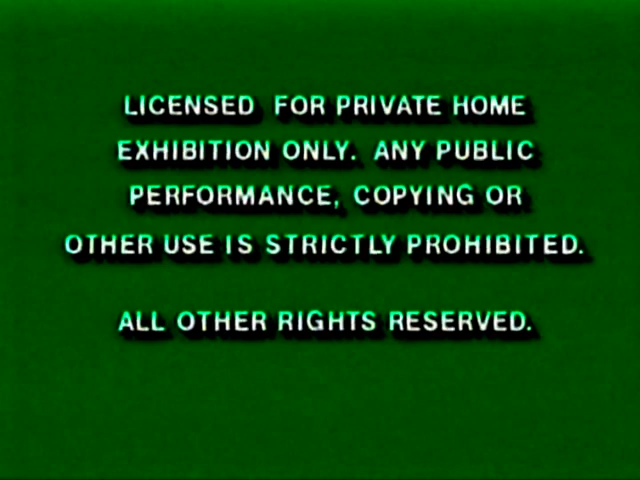 LICENSED FOR PRIVATE HOME
EXHIBITION ONLY. ANY PUBLIC
PERFORMANCE, COPYING OR
OTHER USE IS STRICTLY PROHIBITED.
ALL OTHER RIGHTS RESERVED.